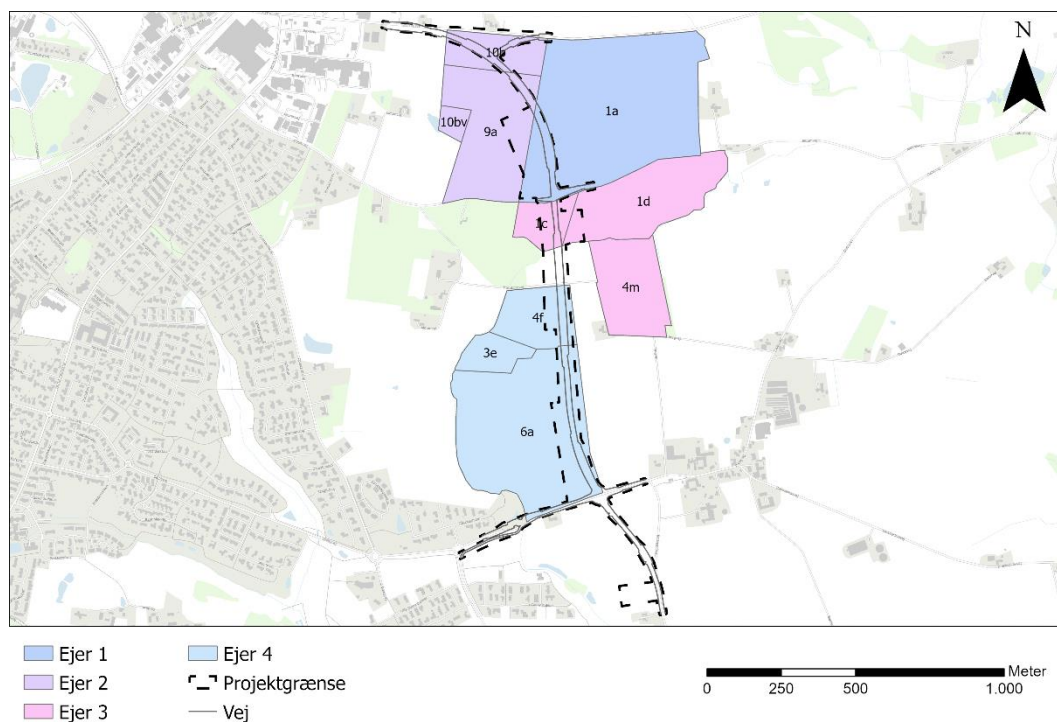 N
10b
1a
10bv
9a
1d
1c
4m
4f
3e
6a
Ejer 1
Ejer 4
Meter
Ejer 2
Projektgrænse
0 250 500 1.000
Ejer 3
Vej